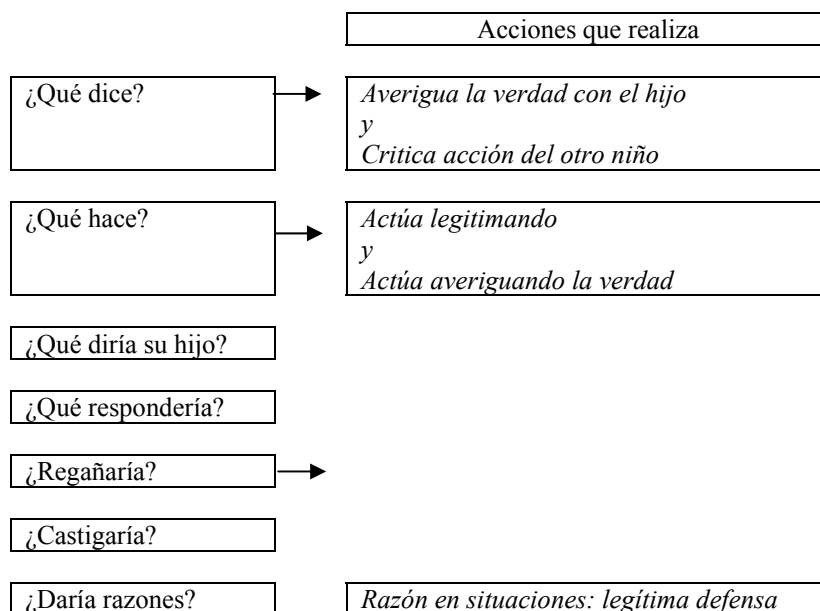 Acciones que realiza
¿Qué dice?
Averigua la verdad con el hijo
y
Critica acción del otro niño
¿Qué hace?
Actúa legitimando
y
Actúa averiguando la verdad
¿Qué diría su hijo?
¿Qué respondería?
¿Regañaría?
¿Castigaría?
¿Daría razones?
Razón en situaciones: legítima defensa